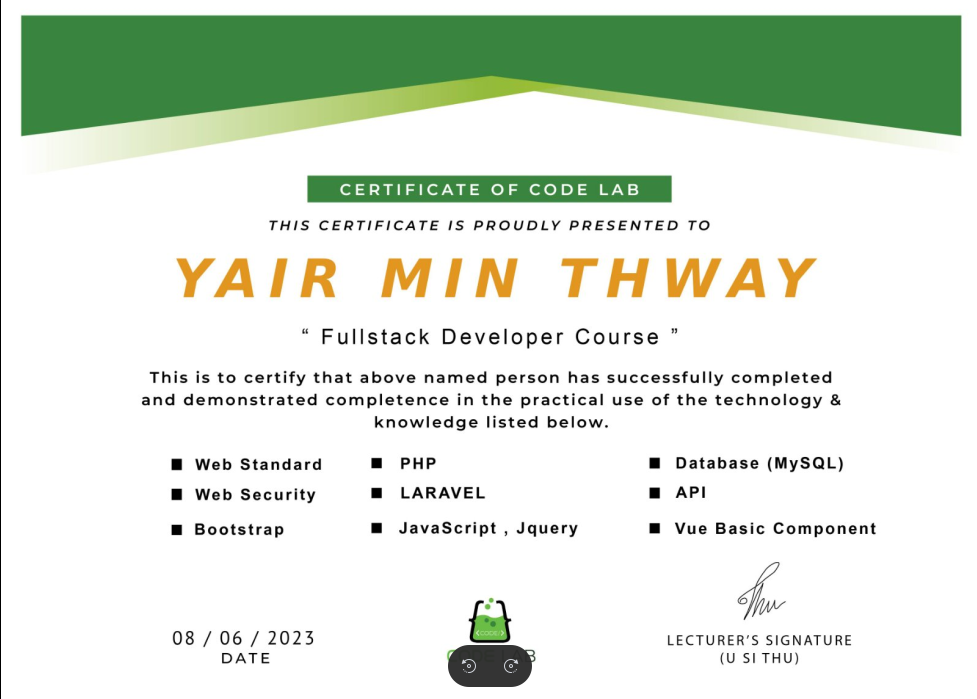 CERTIFICATE OF CODE LAB
THIS CERTIFICATE IS PROUDLY PRESENTED TO
YAIR MIN THWAY
“ Fullstack Developer Course ”
This is to certify that above named person has successfully completed
and demonstrated completence in the practical use of the technology &
knowledge listed below.
■ Web Standard ■ PHP ■ Database (MySQL)
■ Web Security ■ LARAVEL ■ API
■ Bootstrap ■ JavaScript , Jquery ■ Vue Basic Component
Thu
<CODE/>
08 / 06 / 2023
DATE
LECTURER’S SIGNATURE
(U SI THU)